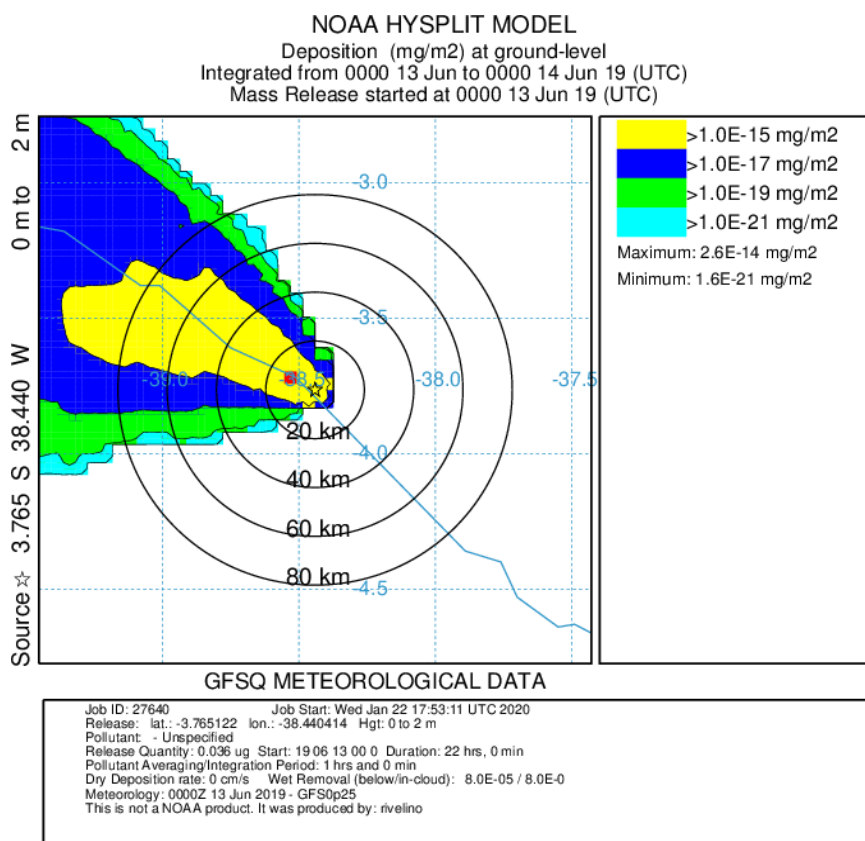 NOAA HYSPLIT MODEL
Deposition (mg/m2) at ground-level
Integrated from 0000 13 Jun to 0000 14 Jun 19 (UTC)
Mass Release started at 0000 13 Jun 19 (UTC)
Source ☆ 3.765 S 38.440 W 0 m to 2 m
>1.0E-15 mg/m2
>1.0E-17 mg/m2
>1.0E-19 mg/m2
>1.0E-21 mg/m2
Maximum: 2.6E-14 mg/m2
Minimum: 1.6E-21 mg/m2
-3.0
-3.5
-39.0 -38.5 -38.0 -37.5
20 km
-4.0
40 km
60 km
80 km
-4.5
GFSQ METEOROLOGICAL DATA
Job ID: 27640 Job Start: Wed Jan 22 17:53:11 UTC 2020
Release: lat.: -3.765122 lon.: -38.440414 Hgt: 0 to 2 m
Pollutant: - Unspecified
Release Quantity: 0.036 ug Start: 19 06 13 00 0 Duration: 22 hrs, 0 min
Pollutant Averaging/Integration Period: 1 hrs and 0 min
Dry Deposition rate: 0 cm/s Wet Removal (below/in-cloud): 8.0E-05 / 8.0E-0
Meteorology: 0000Z 13 Jun 2019 - GFS0p25
This is not a NOAA product. It was produced by: rivelino